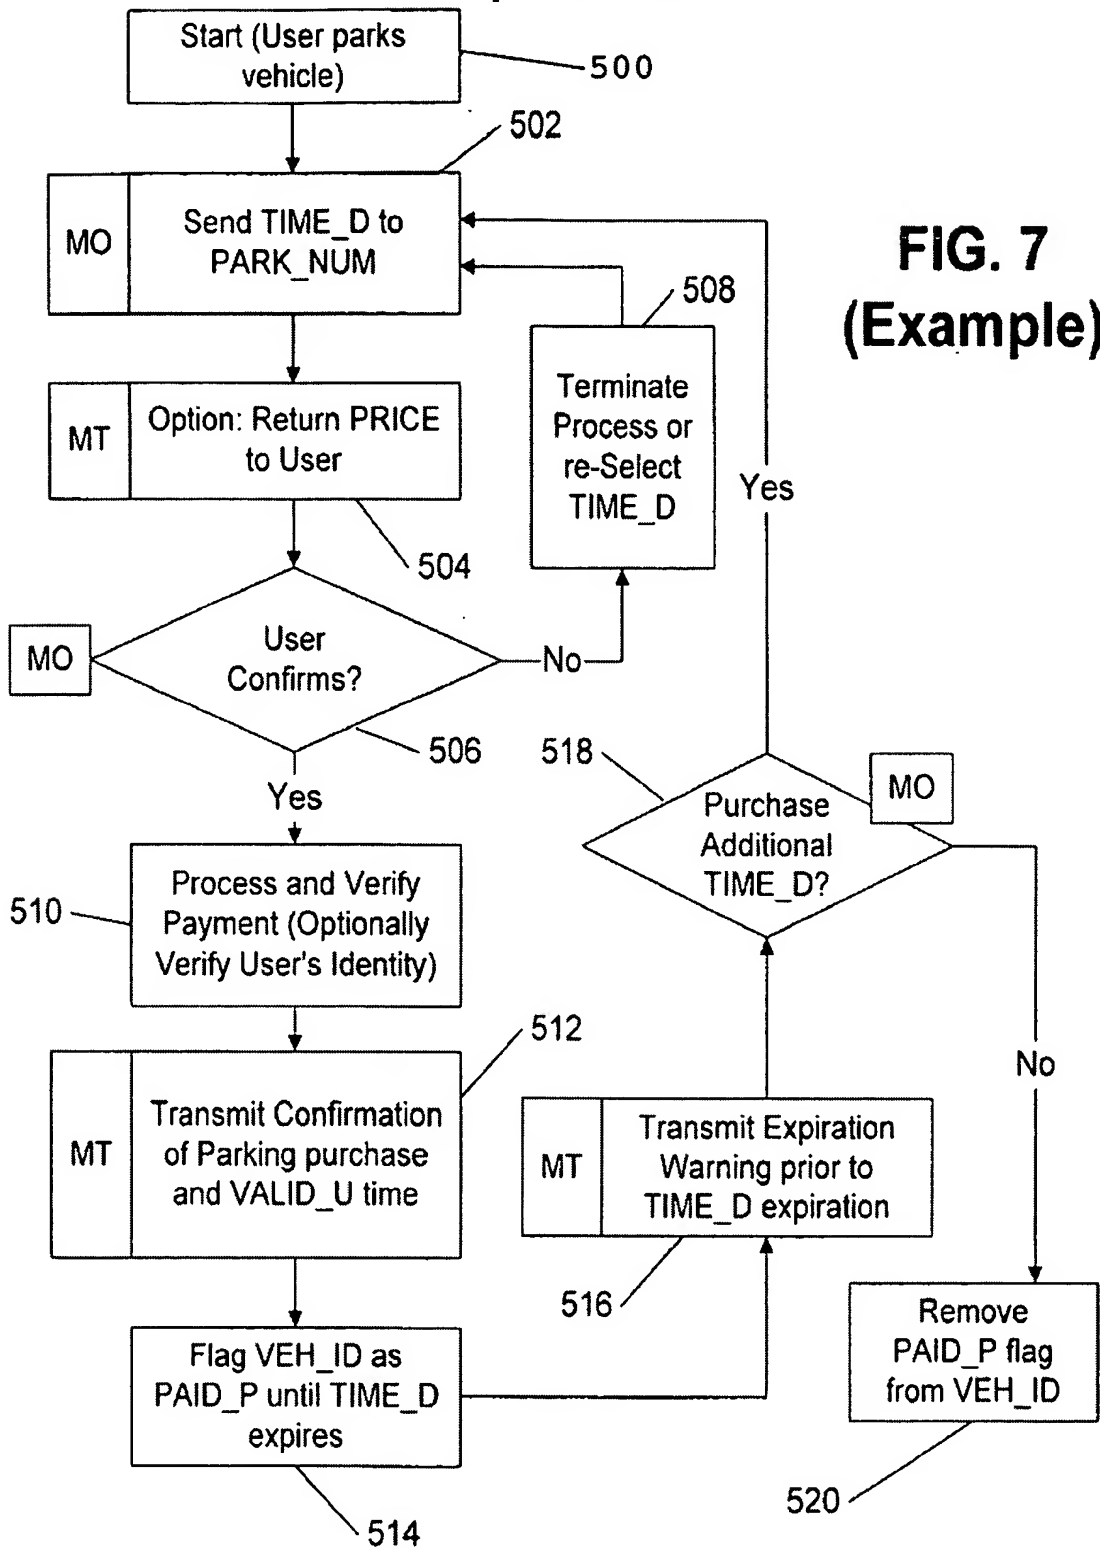 Start (User parks
vehicle)
500
502
MO
Send TIME_D to
PARK_NUM
FIG. 7
(Example)
508
MT
Option: Return PRICE
to User
504
Terminate
Process or
re-Select
TIME_D
Yes
MO
User
Confirms?
No
506
Yes
518
MO
Purchase
Additional
TIME_D?
510
Process and Verify
Payment (Optionally
Verify User's Identity)
512
No
MT
Transmit Confirmation
of Parking purchase
and VALID_U time
MT
Transmit Expiration
Warning prior to
TIME_D expiration
516
Flag VEH_ID as
PAID_P until TIME_D
expires
514
Remove
PAID_P flag
from VEH_ID
520